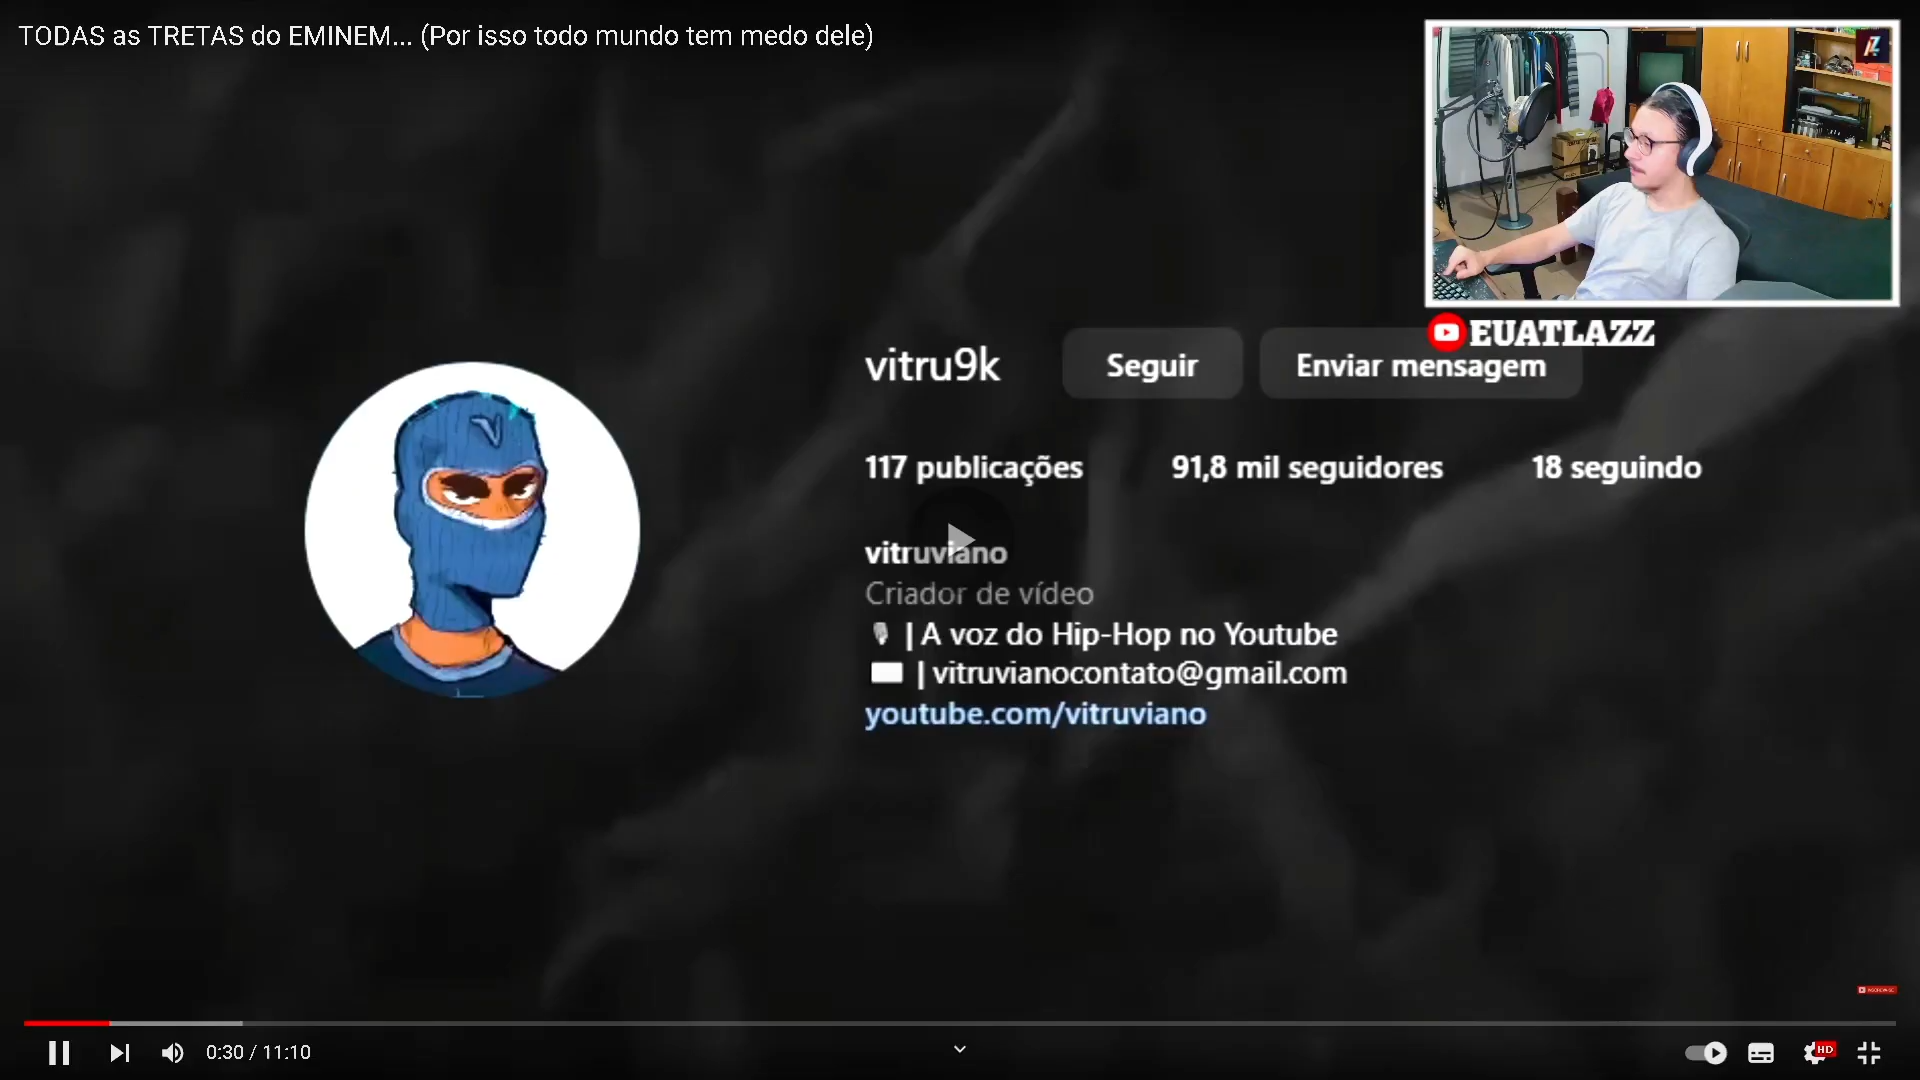 TODAS as TRETAS do EMINEM... (Por isso todo mundo tem medo dele)
EUATLAZZ
vitru9k
Seguir
Enviar mensagem
117 publicações
91,8 mil seguidores
18 seguindo
vitruviano
Criador de vídeo
| A voz do Hip-Hop no Youtube
| vitruvianocontato@gmail.com
youtube.com/vitruviano
0:30 / 11:10
HD